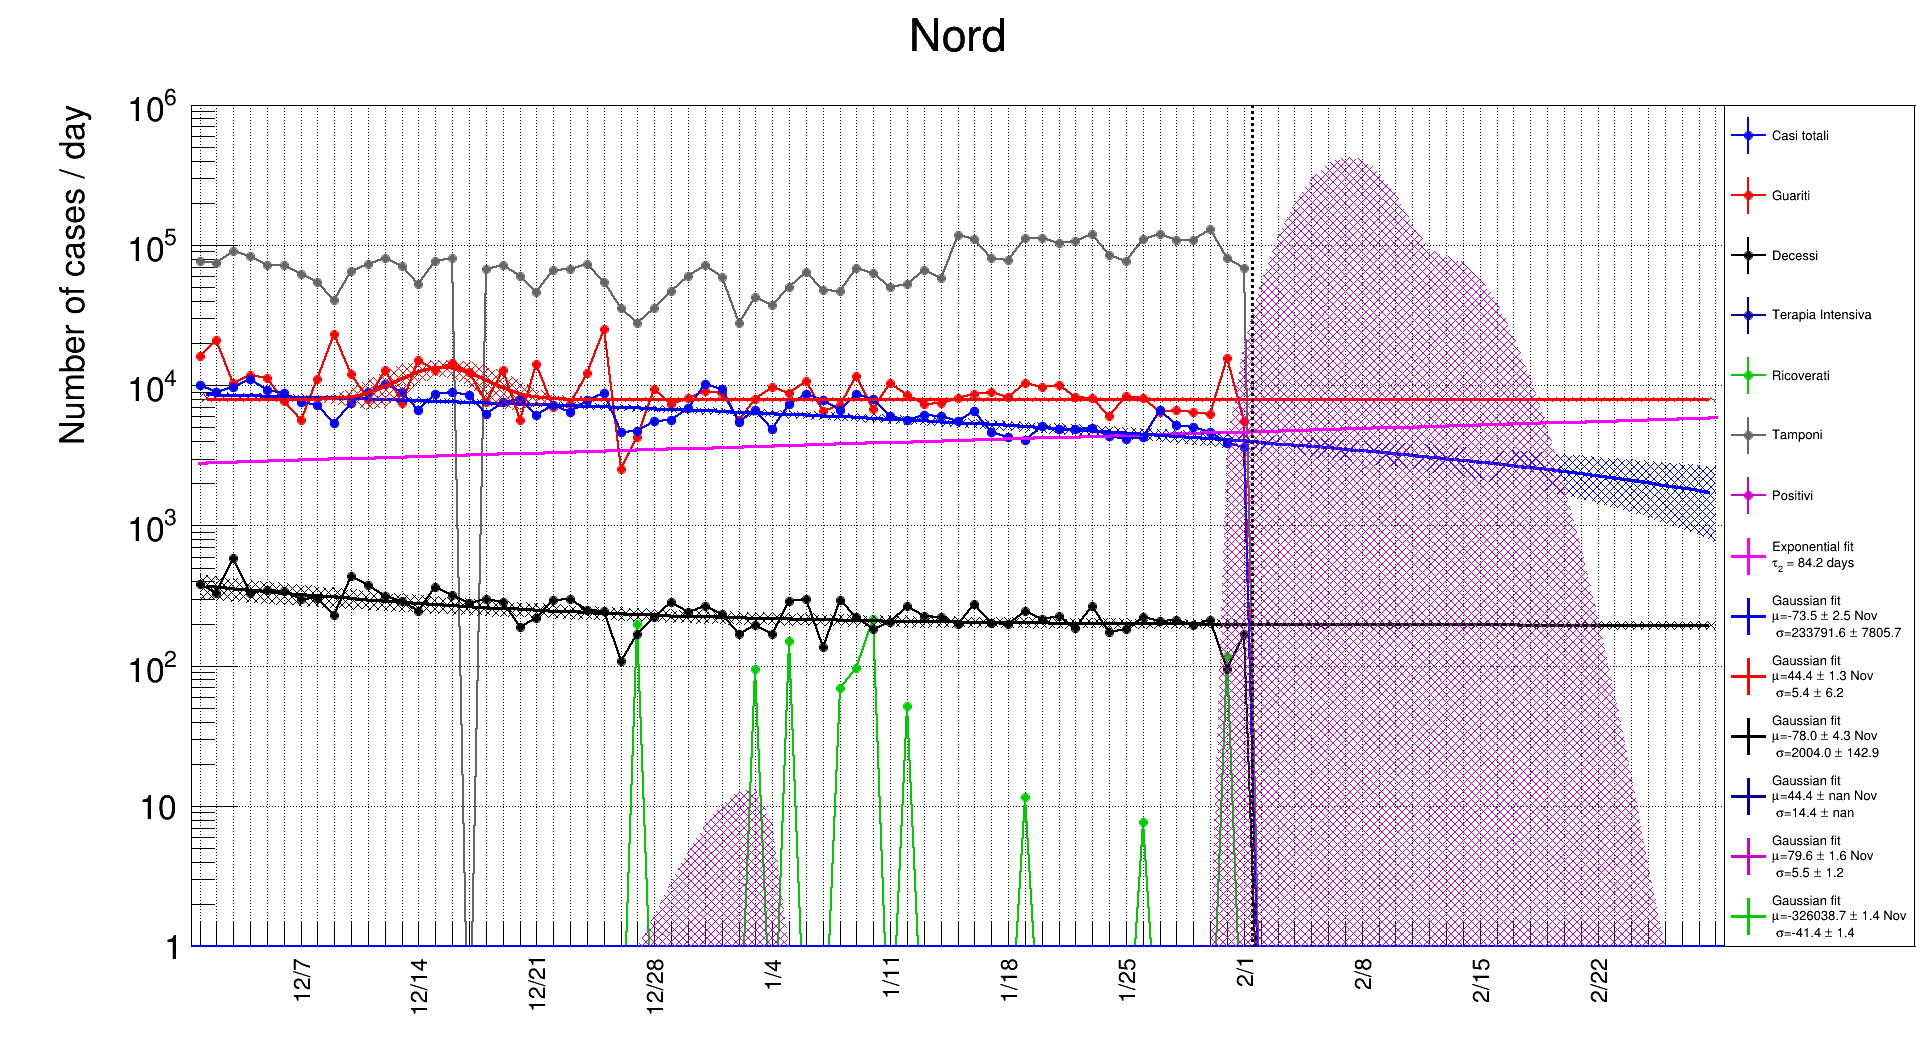 Nord
Number of cases / day
10^6
10^5
10^4
10^3
10^2
10
1
12/7
12/14
12/21
12/28
1/4
1/11
1/18
1/25
2/1
2/8
2/15
2/22
Casi totali
Guariti
Decessi
Terapia Intensiva
Ricoverati
Tamponi
Positivi
Exponential fit
τ_2 = 84.2 days
Gaussian fit
μ=-73.5 ± 2.5 Nov
σ=233791.6 ± 7805.7
Gaussian fit
μ=44.4 ± 1.3 Nov
σ=5.4 ± 6.2
Gaussian fit
μ=-78.0 ± 4.3 Nov
σ=2004.0 ± 142.9
Gaussian fit
μ=44.4 ± nan Nov
σ=14.4 ± nan
Gaussian fit
μ=79.6 ± 1.6 Nov
σ=5.5 ± 1.2
Gaussian fit
μ=-326038.7 ± 1.4 Nov
σ=-41.4 ± 1.4